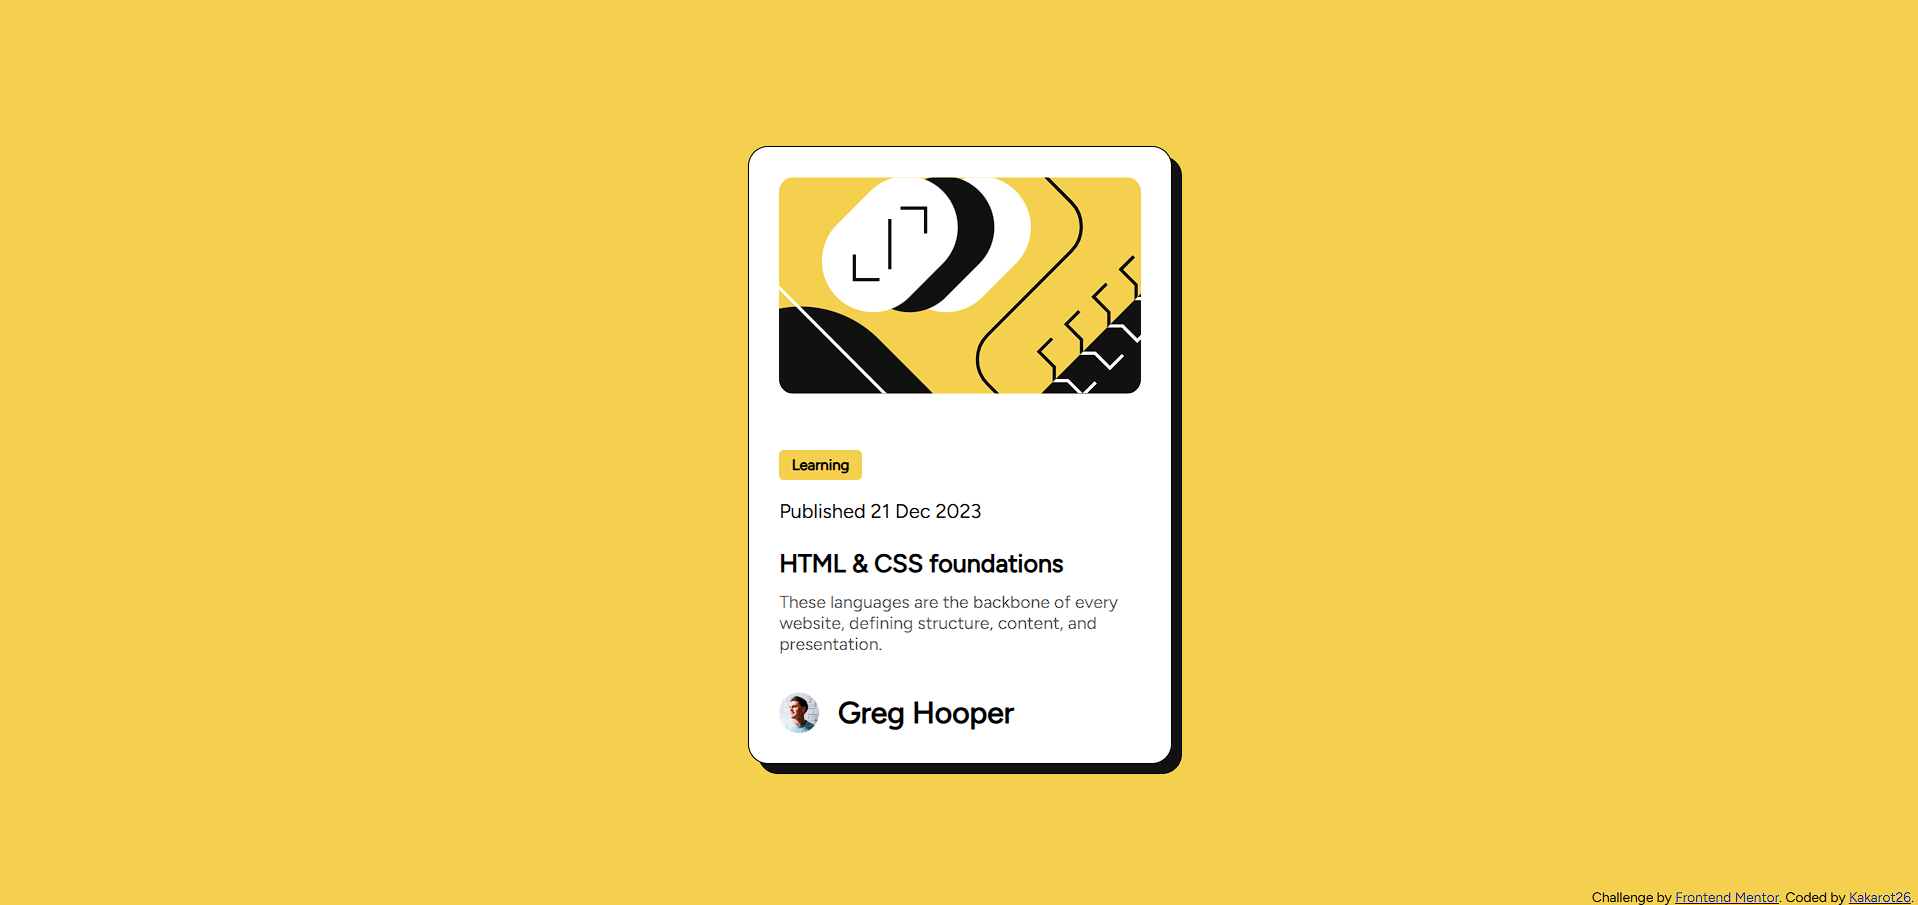 Learning
Published 21 Dec 2023
HTML & CSS foundations
These languages are the backbone of every
website, defining structure, content, and
presentation.
Greg Hooper
Challenge by Frontend Mentor. Coded by Kakarot26.